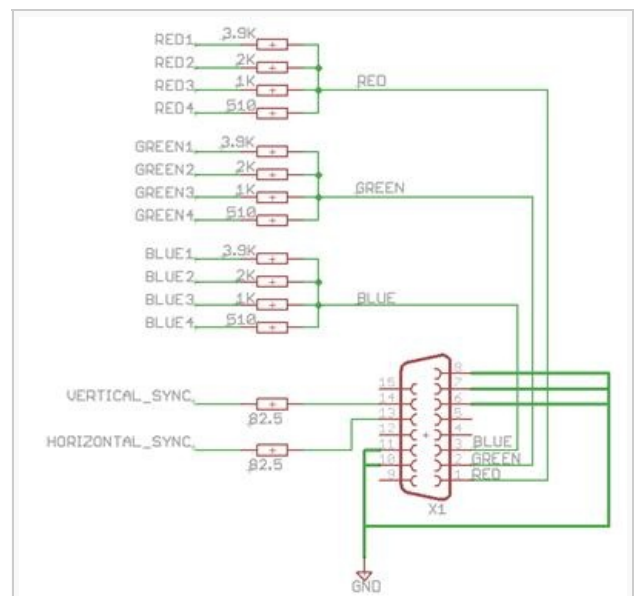 RED1 3.9K
RED2 2K
RED3 1K RED
RED4 510
GREEN1 3.9K
GREEN2 2K
GREEN3 1K GREEN
GREEN4 510
BLUE1 3.9K
BLUE2 2K
BLUE3 1K BLUE
BLUE4 510
8
15 7
VERTICAL_SYNC 82.5 14 6
13 5
12 4
HORIZONTAL_SYNC 82.5 11 3 BLUE
10 2 GREEN
9 1 RED
X1
GND